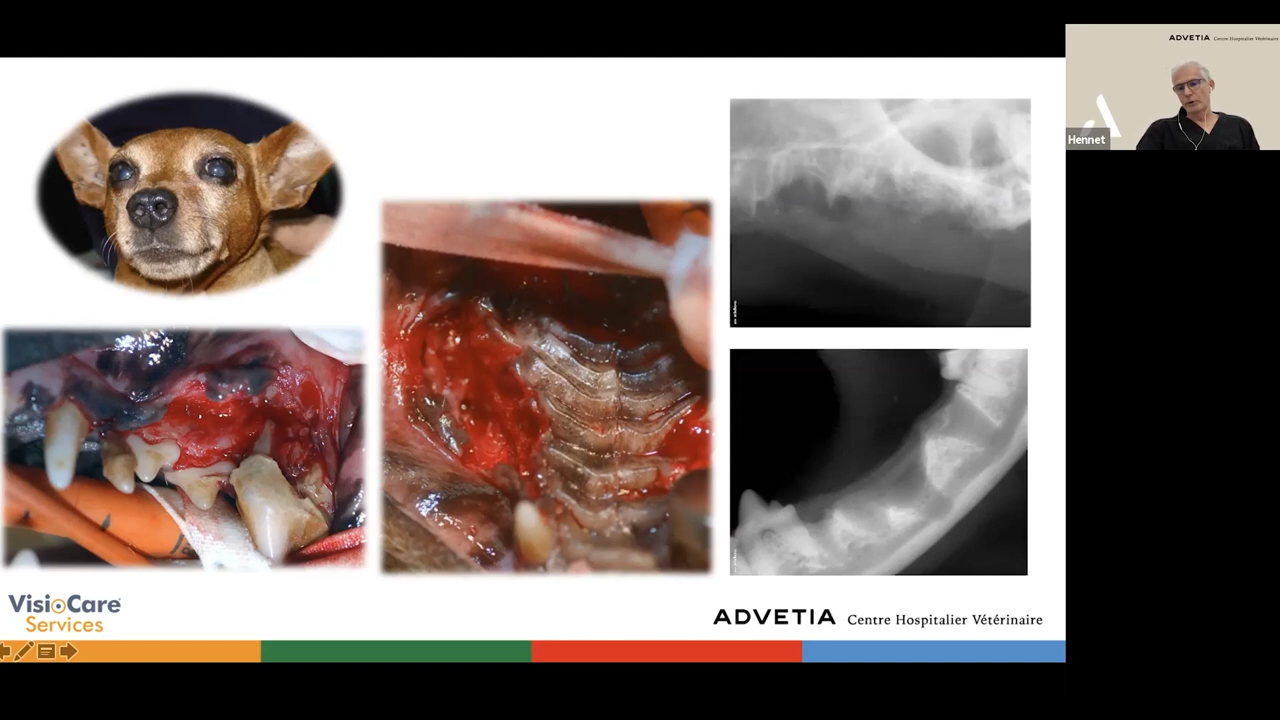 ADVETIA Centre Hospitalier Vétérinaire
Hennet
VisioCare
Services
ADVETIA Centre Hospitalier Vétérinaire